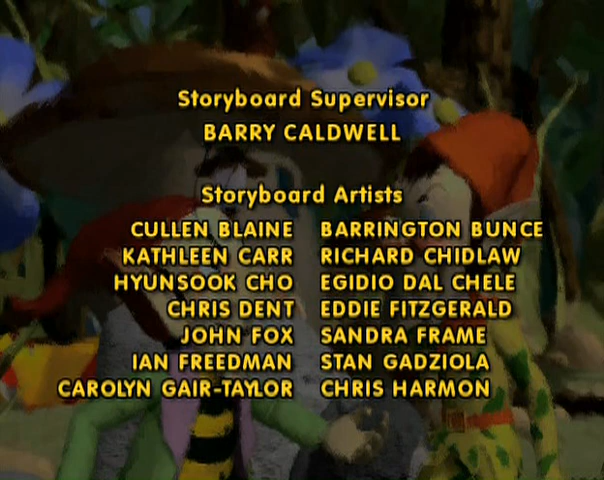 Storyboard Supervisor
BARRY CALDWELL
Storyboard Artists
CULLEN BLAINE BARRINGTON BUNCE
KATHLEEN CARR RICHARD CHIDLAW
HYUNSOOK CHO EGIDIO DAL CHELE
CHRIS DENT EDDIE FITZGERALD
JOHN FOX SANDRA FRAME
IAN FREEDMAN STAN GADZIOLA
CAROLYN GAIR-TAYLOR CHRIS HARMON